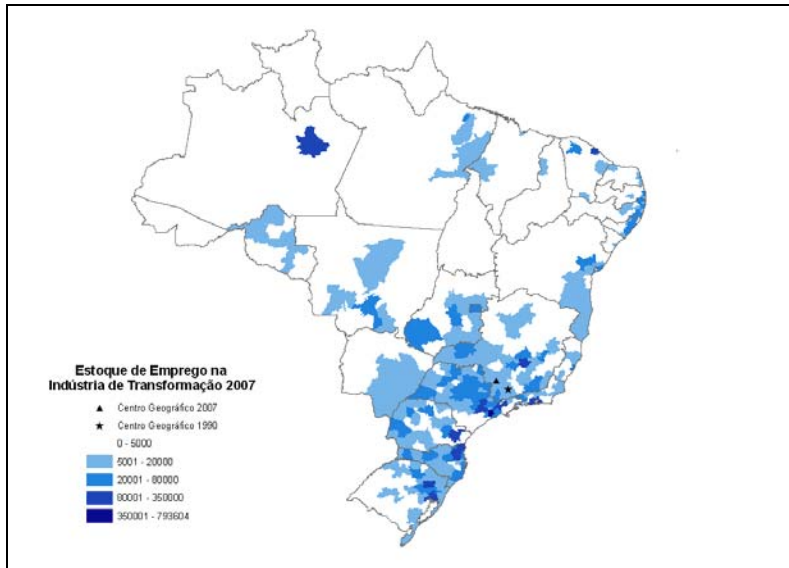 Estoque de Emprego na
Indústria de Transformação 2007
Centro Geográfico 2007
Centro Geográfico 1990
0 - 5000
5001 - 20000
20001 - 80000
80001 - 350000
350001 - 793604